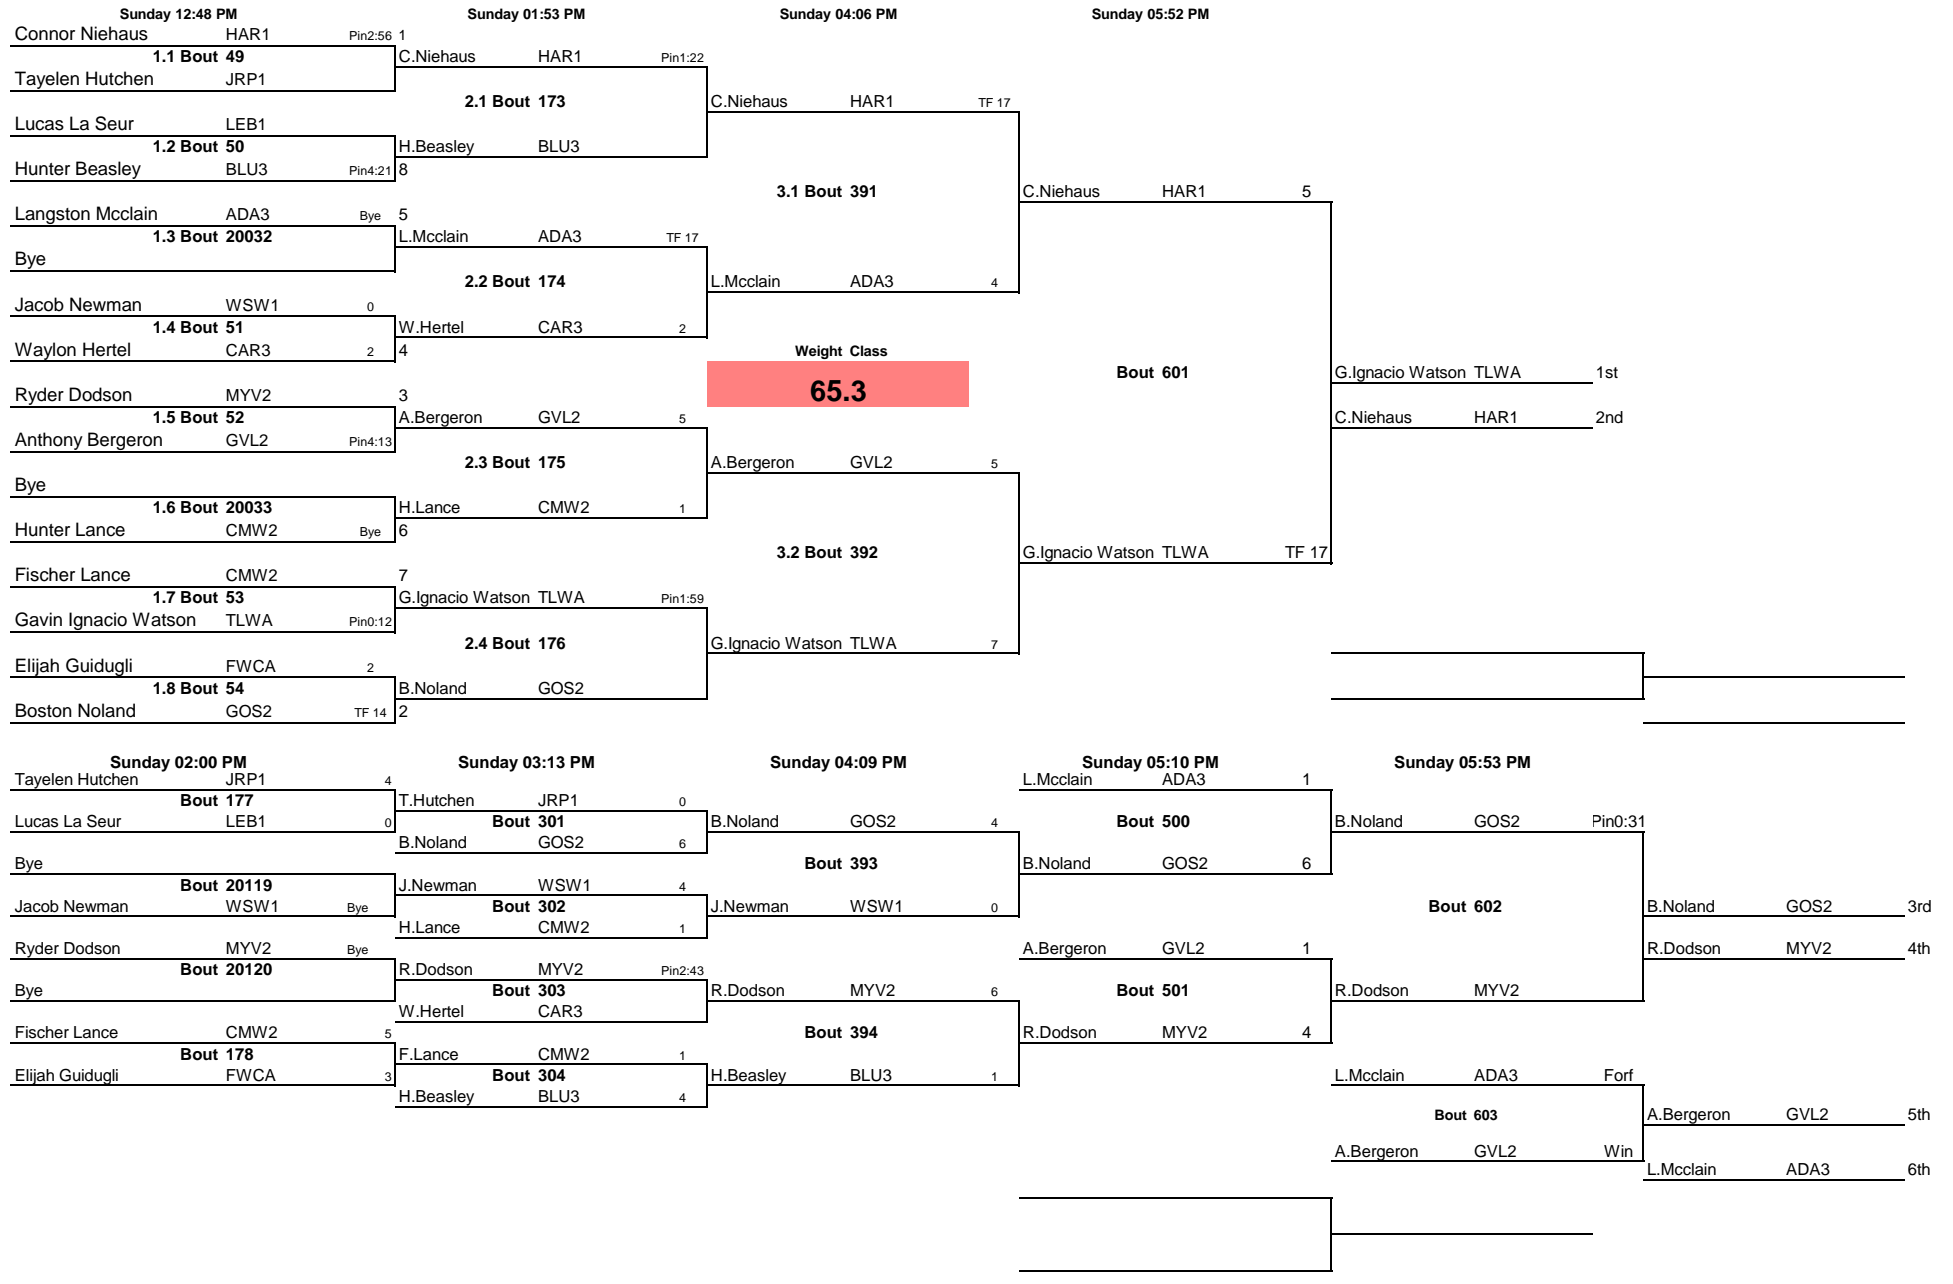 Sunday 12:48 PM Sunday 01:53 PM Sunday 04:06 PM Sunday 05:52 PM
Connor Niehaus HAR1 Pin2:56 1
1.1 Bout 49 C.Niehaus HAR1 Pin1:22
Tayelen Hutchen JRP1
2.1 Bout 173 C.Niehaus HAR1 TF 17
Lucas La Seur LEB1
1.2 Bout 50 H.Beasley BLU3
Hunter Beasley BLU3 Pin4:21 8
3.1 Bout 391 C.Niehaus HAR1 5
Langston Mcclain ADA3 Bye 5
1.3 Bout 20032 L.Mcclain ADA3 TF 17
Bye
2.2 Bout 174 L.Mcclain ADA3 4
Jacob Newman WSW1 0
1.4 Bout 51 W.Hertel CAR3 2
Waylon Hertel CAR3 2 4 Weight Class
Bout 601 G.Ignacio Watson TLWA 1st
Ryder Dodson MYV2 3 65.3
1.5 Bout 52 A.Bergeron GVL2 5 C.Niehaus HAR1 2nd
Anthony Bergeron GVL2 Pin4:13
2.3 Bout 175 A.Bergeron GVL2 5
Bye
1.6 Bout 20033 H.Lance CMW2 1
Hunter Lance CMW2 Bye 6
3.2 Bout 392 G.Ignacio Watson TLWA TF 17
Fischer Lance CMW2 7
1.7 Bout 53 G.Ignacio Watson TLWA Pin1:59
Gavin Ignacio Watson TLWA Pin0:12
2.4 Bout 176 G.Ignacio Watson TLWA 7
Elijah Guidugli FWCA 2
1.8 Bout 54 B.Noland GOS2
Boston Noland GOS2 TF 14 2
Sunday 02:00 PM Sunday 03:13 PM Sunday 04:09 PM Sunday 05:10 PM Sunday 05:53 PM
Tayelen Hutchen JRP1 4 L.Mcclain ADA3 1
Bout 177 T.Hutchen JRP1 0
Lucas La Seur LEB1 0 Bout 301 B.Noland GOS2 4 Bout 500 B.Noland GOS2 Pin0:31
B.Noland GOS2 6
Bye Bout 393 B.Noland GOS2 6
Bout 20119 J.Newman WSW1 4
Jacob Newman WSW1 Bye Bout 302 J.Newman WSW1 0 Bout 602 B.Noland GOS2 3rd
H.Lance CMW2 1
Ryder Dodson MYV2 Bye A.Bergeron GVL2 1 R.Dodson MYV2 4th
Bout 20120 R.Dodson MYV2 Pin2:43
Bye Bout 303 R.Dodson MYV2 6 Bout 501 R.Dodson MYV2
W.Hertel CAR3
Fischer Lance CMW2 5 Bout 394 R.Dodson MYV2 4
Bout 178 F.Lance CMW2 1
Elijah Guidugli FWCA 3 Bout 304 H.Beasley BLU3 1 L.Mcclain ADA3 Forf
H.Beasley BLU3 4
Bout 603 A.Bergeron GVL2 5th
A.Bergeron GVL2 Win
L.Mcclain ADA3 6th